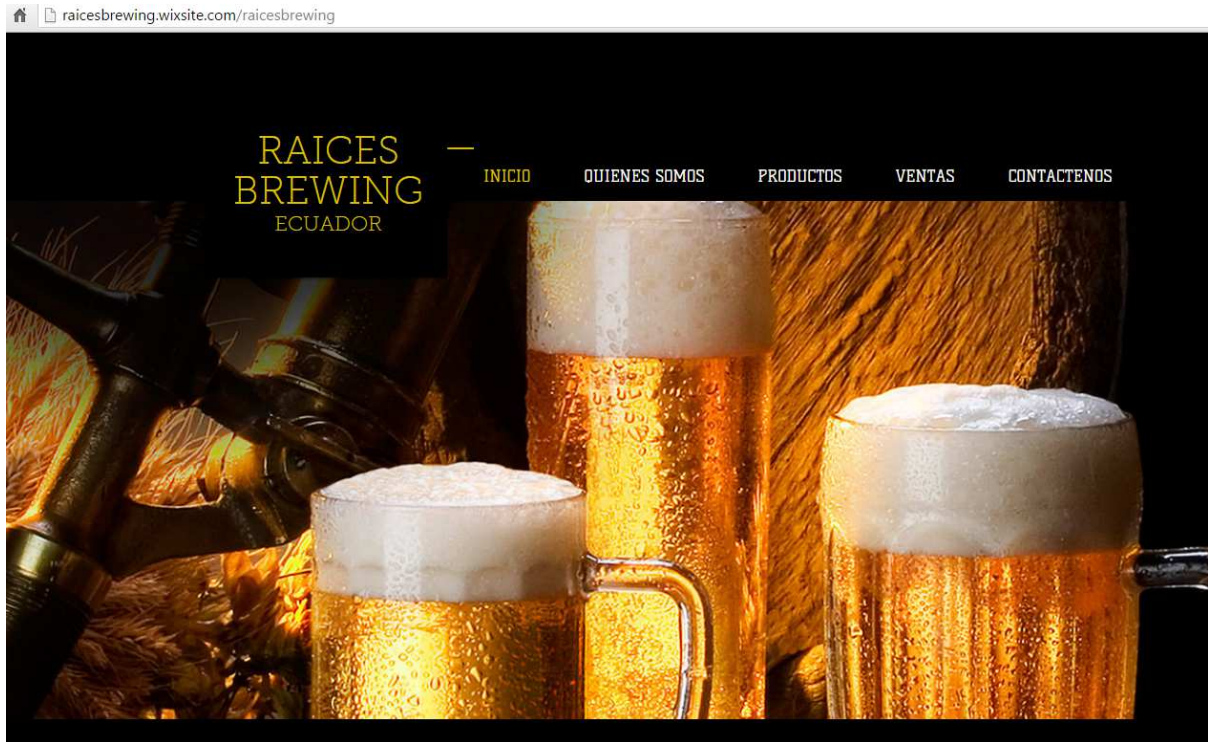 raicesbrewing.wixsite.com/raicesbrewing
RAICES
BREWING
ECUADOR
INICIO QUIENES SOMOS PRODUCTOS VENTAS CONTACTENOS